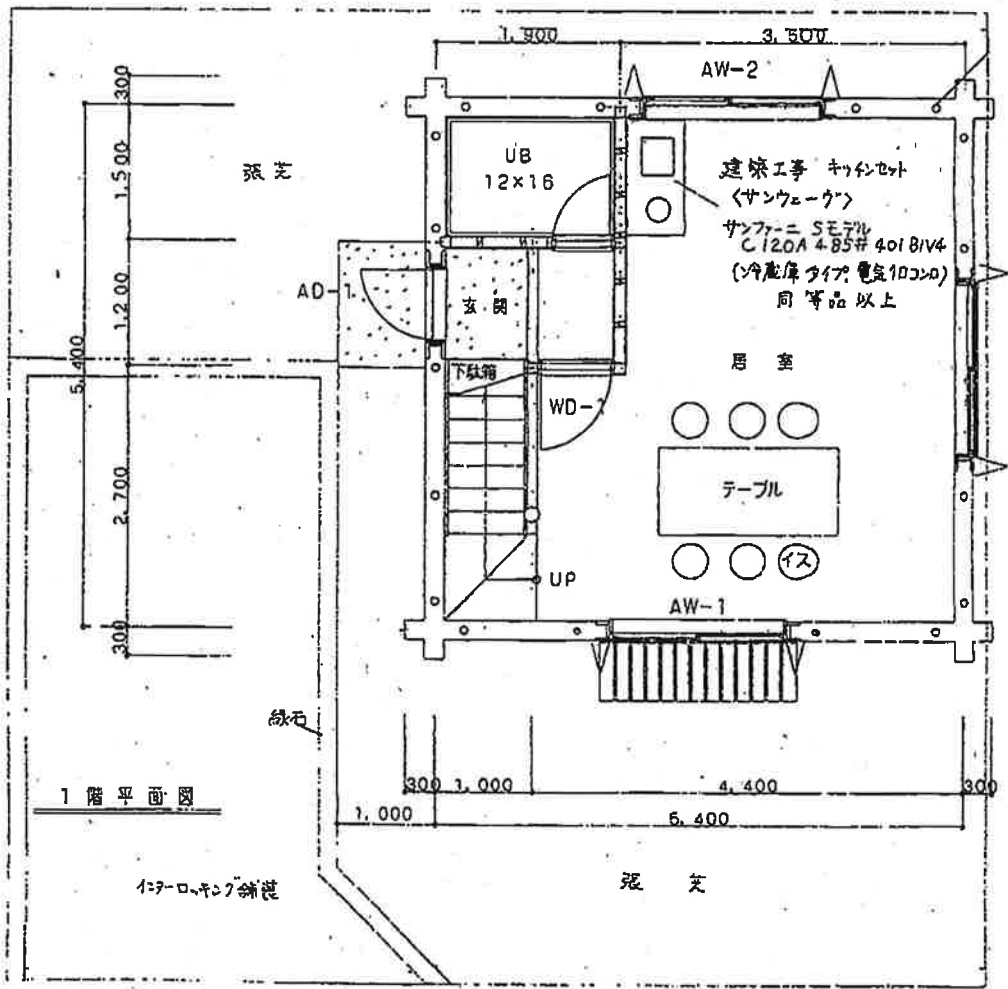 1,900
3,500
AW-2
300
1,500
1,200
5,400
2,700
300
張芝
UB
12×16
建築工事 キッチンセット
〈サンウェーヴ〉
サンファーニ Sモデル
C 120A 4.85# 401 B1V4
(冷蔵庫タイプ, 電気1口コンロ)
同等品以上
AD-1
玄関
居室
下駄箱
WD-1
テーブル
イス
UP
AW-1
縁石
1階平面図
300
1,000
4,400
300
1,000
5,400
インターロッキング舗装
張芝